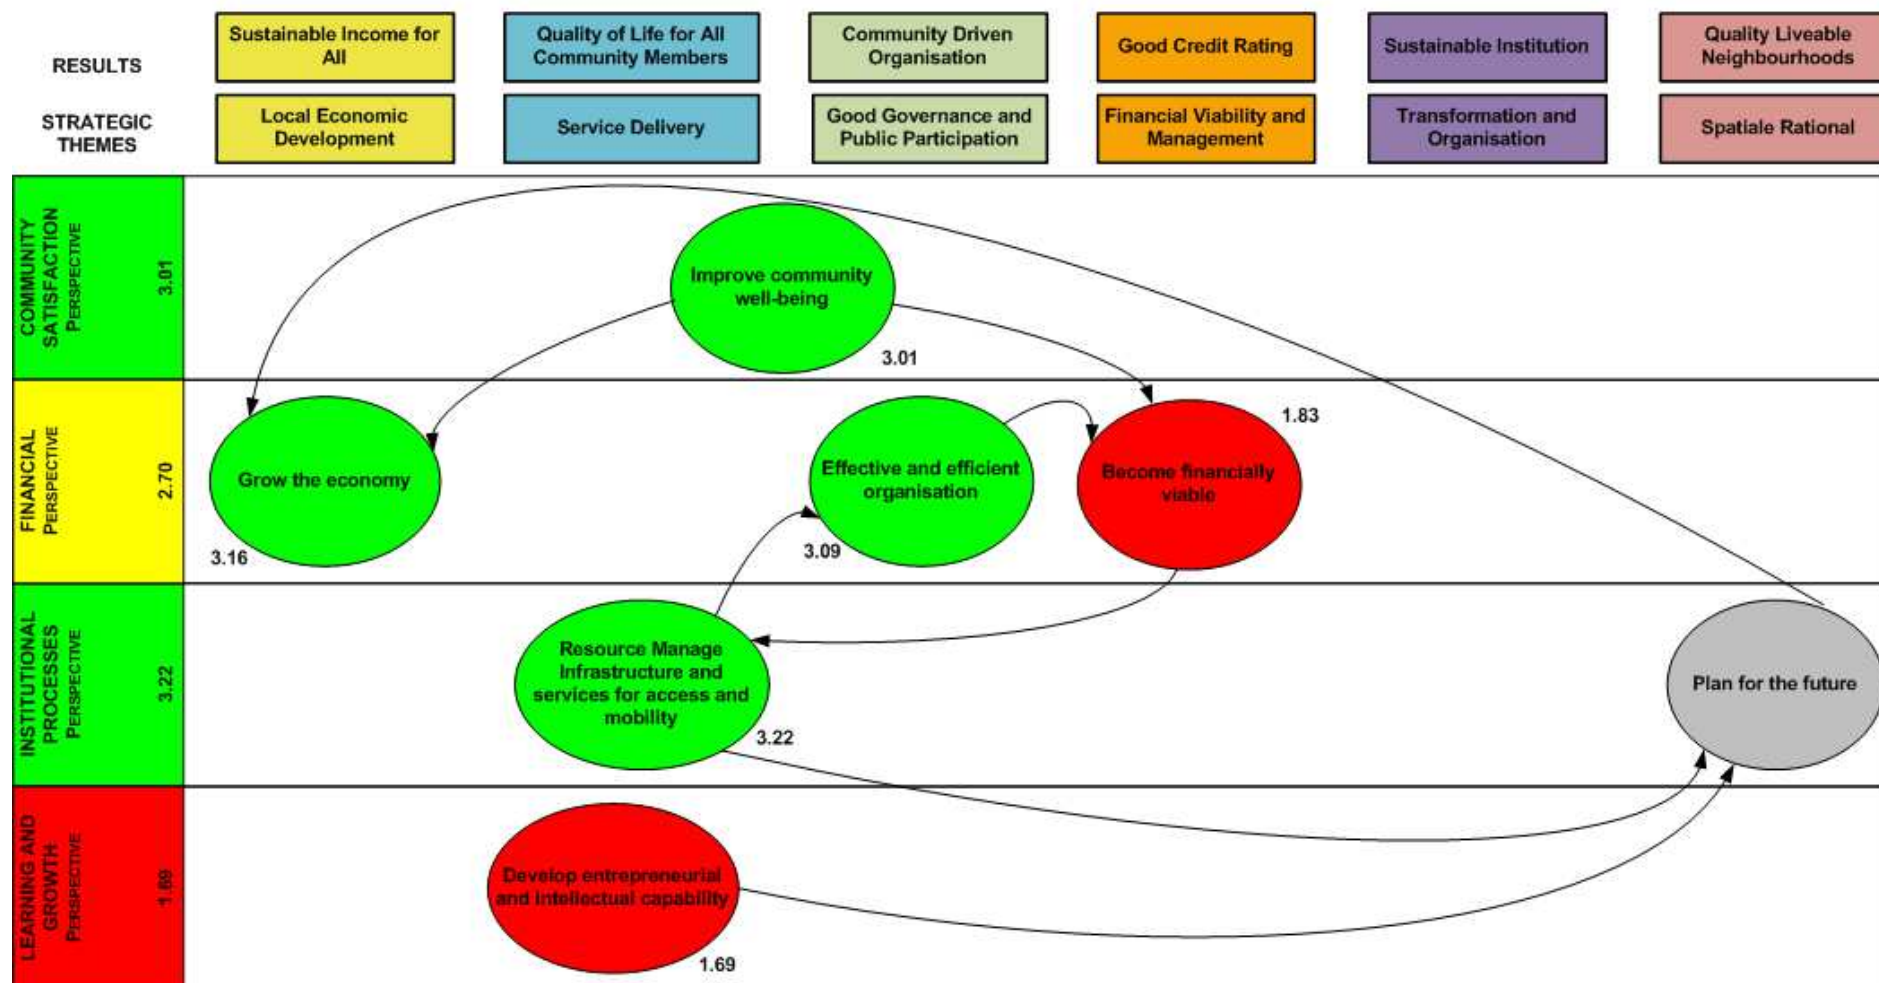 RESULTS
Sustainable Income for
All
Quality of Life for All
Community Members
Community Driven
Organisation
Good Credit Rating
Sustainable Institution
Quality Liveable
Neighbourhoods
STRATEGIC
THEMES
Local Economic
Development
Service Delivery
Good Governance and
Public Participation
Financial Viability and
Management
Transformation and
Organisation
Spatiale Rational
COMMUNITY
SATISFACTION
PERSPECTIVE
3.01
Improve community
well-being
3.01
FINANCIAL
PERSPECTIVE
2.70
Grow the economy
3.16
Effective and efficient
organisation
3.09
Become financially
viable
1.83
INSTITUTIONAL
PROCESSES
PERSPECTIVE
3.22
Resource Manage
Infrastructure and
services for access and
mobility
3.22
Plan for the future
LEARNING AND
GROWTH
PERSPECTIVE
1.69
Develop entrepreneurial
and Intellectual capability
1.69